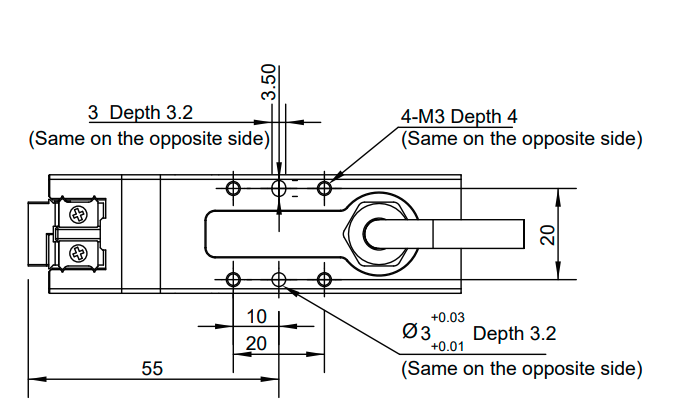 3.50
3 Depth 3.2
(Same on the opposite side)
4-M3 Depth 4
(Same on the opposite side)
20
10
20
55
Ø3 +0.03 +0.01 Depth 3.2
(Same on the opposite side)